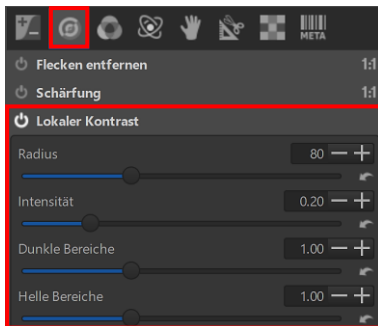 META
Flecken entfernen 1:1
Schärfung 1:1
Lokaler Kontrast
Radius 80
Intensität 0.20
Dunkle Bereiche 1.00
Helle Bereiche 1.00